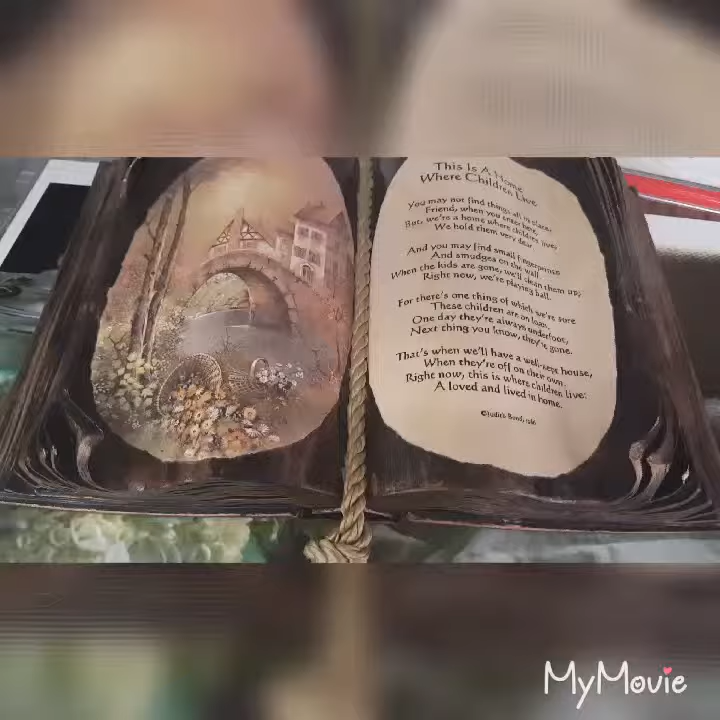 This Is A Home
Where Children Live
You may not find things all in place,
Friend, when you enter here,
But, we're a home where children live,
We hold them very dear
And you may find small fingerprints
And smudges on the wall,
When the kids are gone, we'll clean them up;
Right now, we're playing ball.
For there's one thing of which we're sure
These children are on loan,
One day they're always underfoot,
Next thing you know, they're gone.
That's when we'll have a well-kept house,
When they're off on their own.
Right now, this is where children live:
A loved and lived in home.
©Judith Bond,
MyMovie